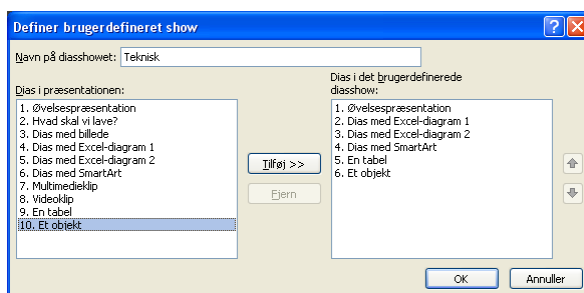 Definer brugerdefineret show
Navn på diasshowet: Teknisk
Dias i præsentationen:
1. Øvelsespræsentation
2. Hvad skal vi lave?
3. Dias med billede
4. Dias med Excel-diagram 1
5. Dias med Excel-diagram 2
6. Dias med SmartArt
7. Multimedieklip
8. Videoklip
9. En tabel
10. Et objekt
Tilføj >>
Fjern
Dias i det brugerdefinerede
diasshow:
1. Øvelsespræsentation
2. Dias med Excel-diagram 1
3. Dias med Excel-diagram 2
4. Dias med SmartArt
5. En tabel
6. Et objekt
OK
Annuller